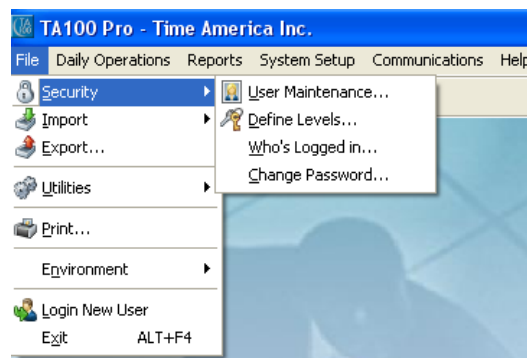 TA100 Pro - Time America Inc.
File Daily Operations Reports System Setup Communications Help
Security
Import
Export...
Utilities
Print...
Environment
Login New User
Exit ALT+F4
User Maintenance...
Define Levels...
Who's Logged in...
Change Password...